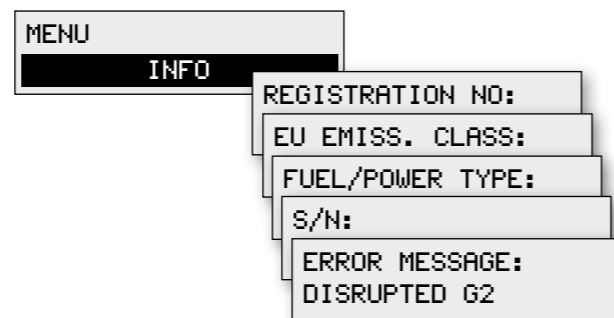 MENU
INFO
REGISTRATION NO:
EU EMISS. CLASS:
FUEL/POWER TYPE:
S/N:
ERROR MESSAGE:
DISRUPTED G2